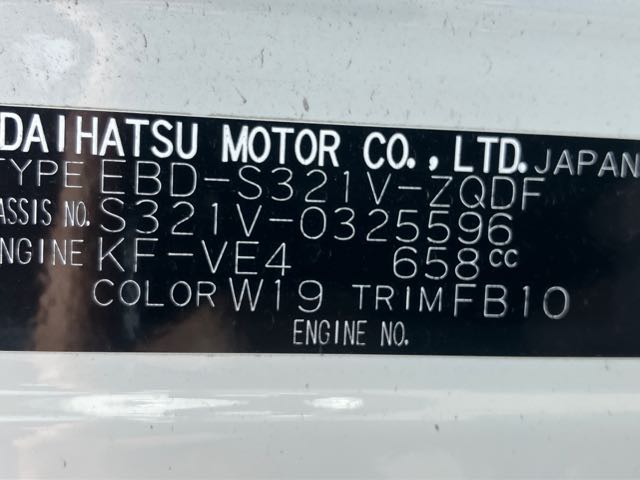 DAIHATSU MOTOR CO., LTD. JAPAN
TYPE EBD-S321V-ZQDF
ASSIS NO. S321V-0325596
NGINE KF-VE4 658cc
COLOR W19 TRIM FB10
ENGINE NO.